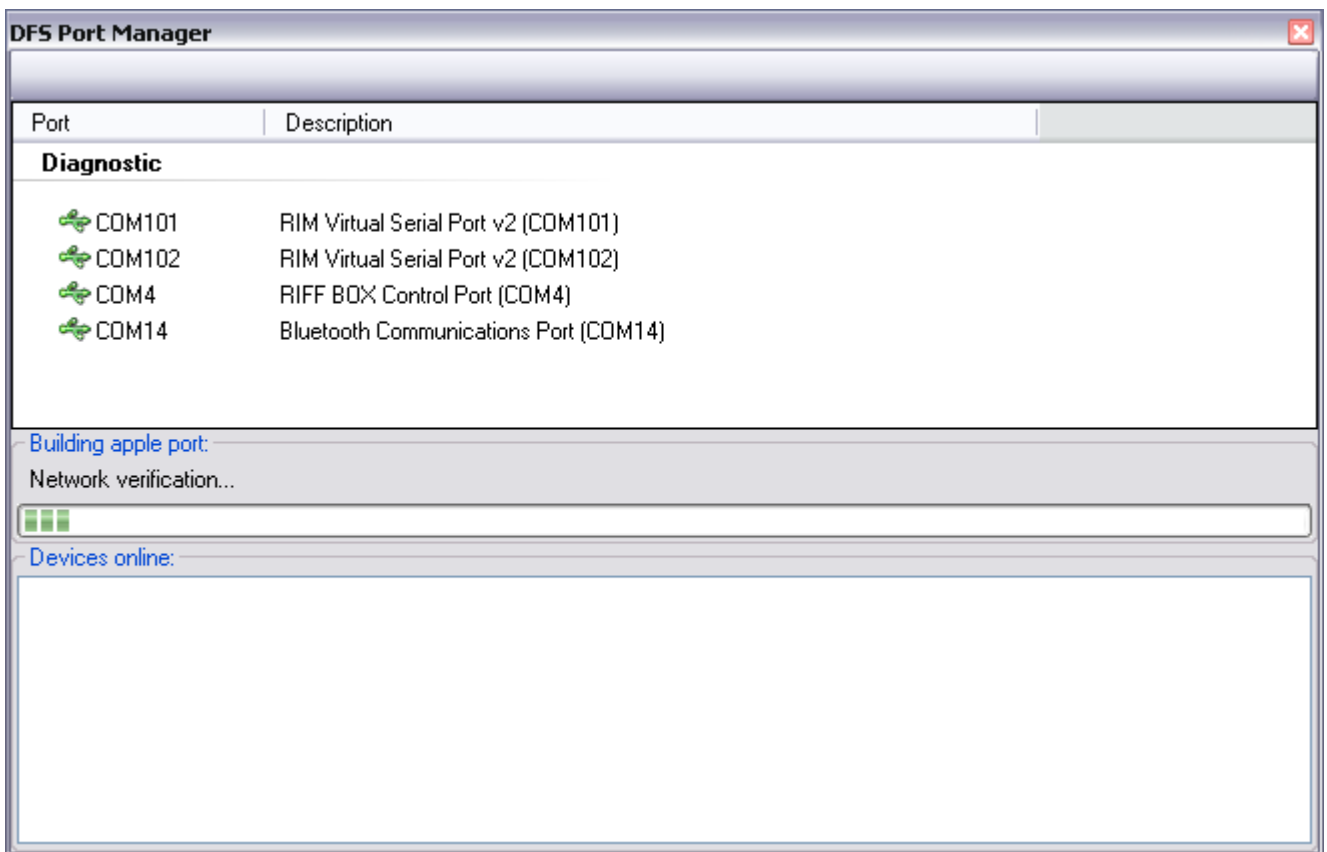 DFS Port Manager
Port Description
Diagnostic
COM101 RIM Virtual Serial Port v2 (COM101)
COM102 RIM Virtual Serial Port v2 (COM102)
COM4 RIFF BOX Control Port (COM4)
COM14 Bluetooth Communications Port (COM14)
Building apple port:
Network verification...
Devices online: